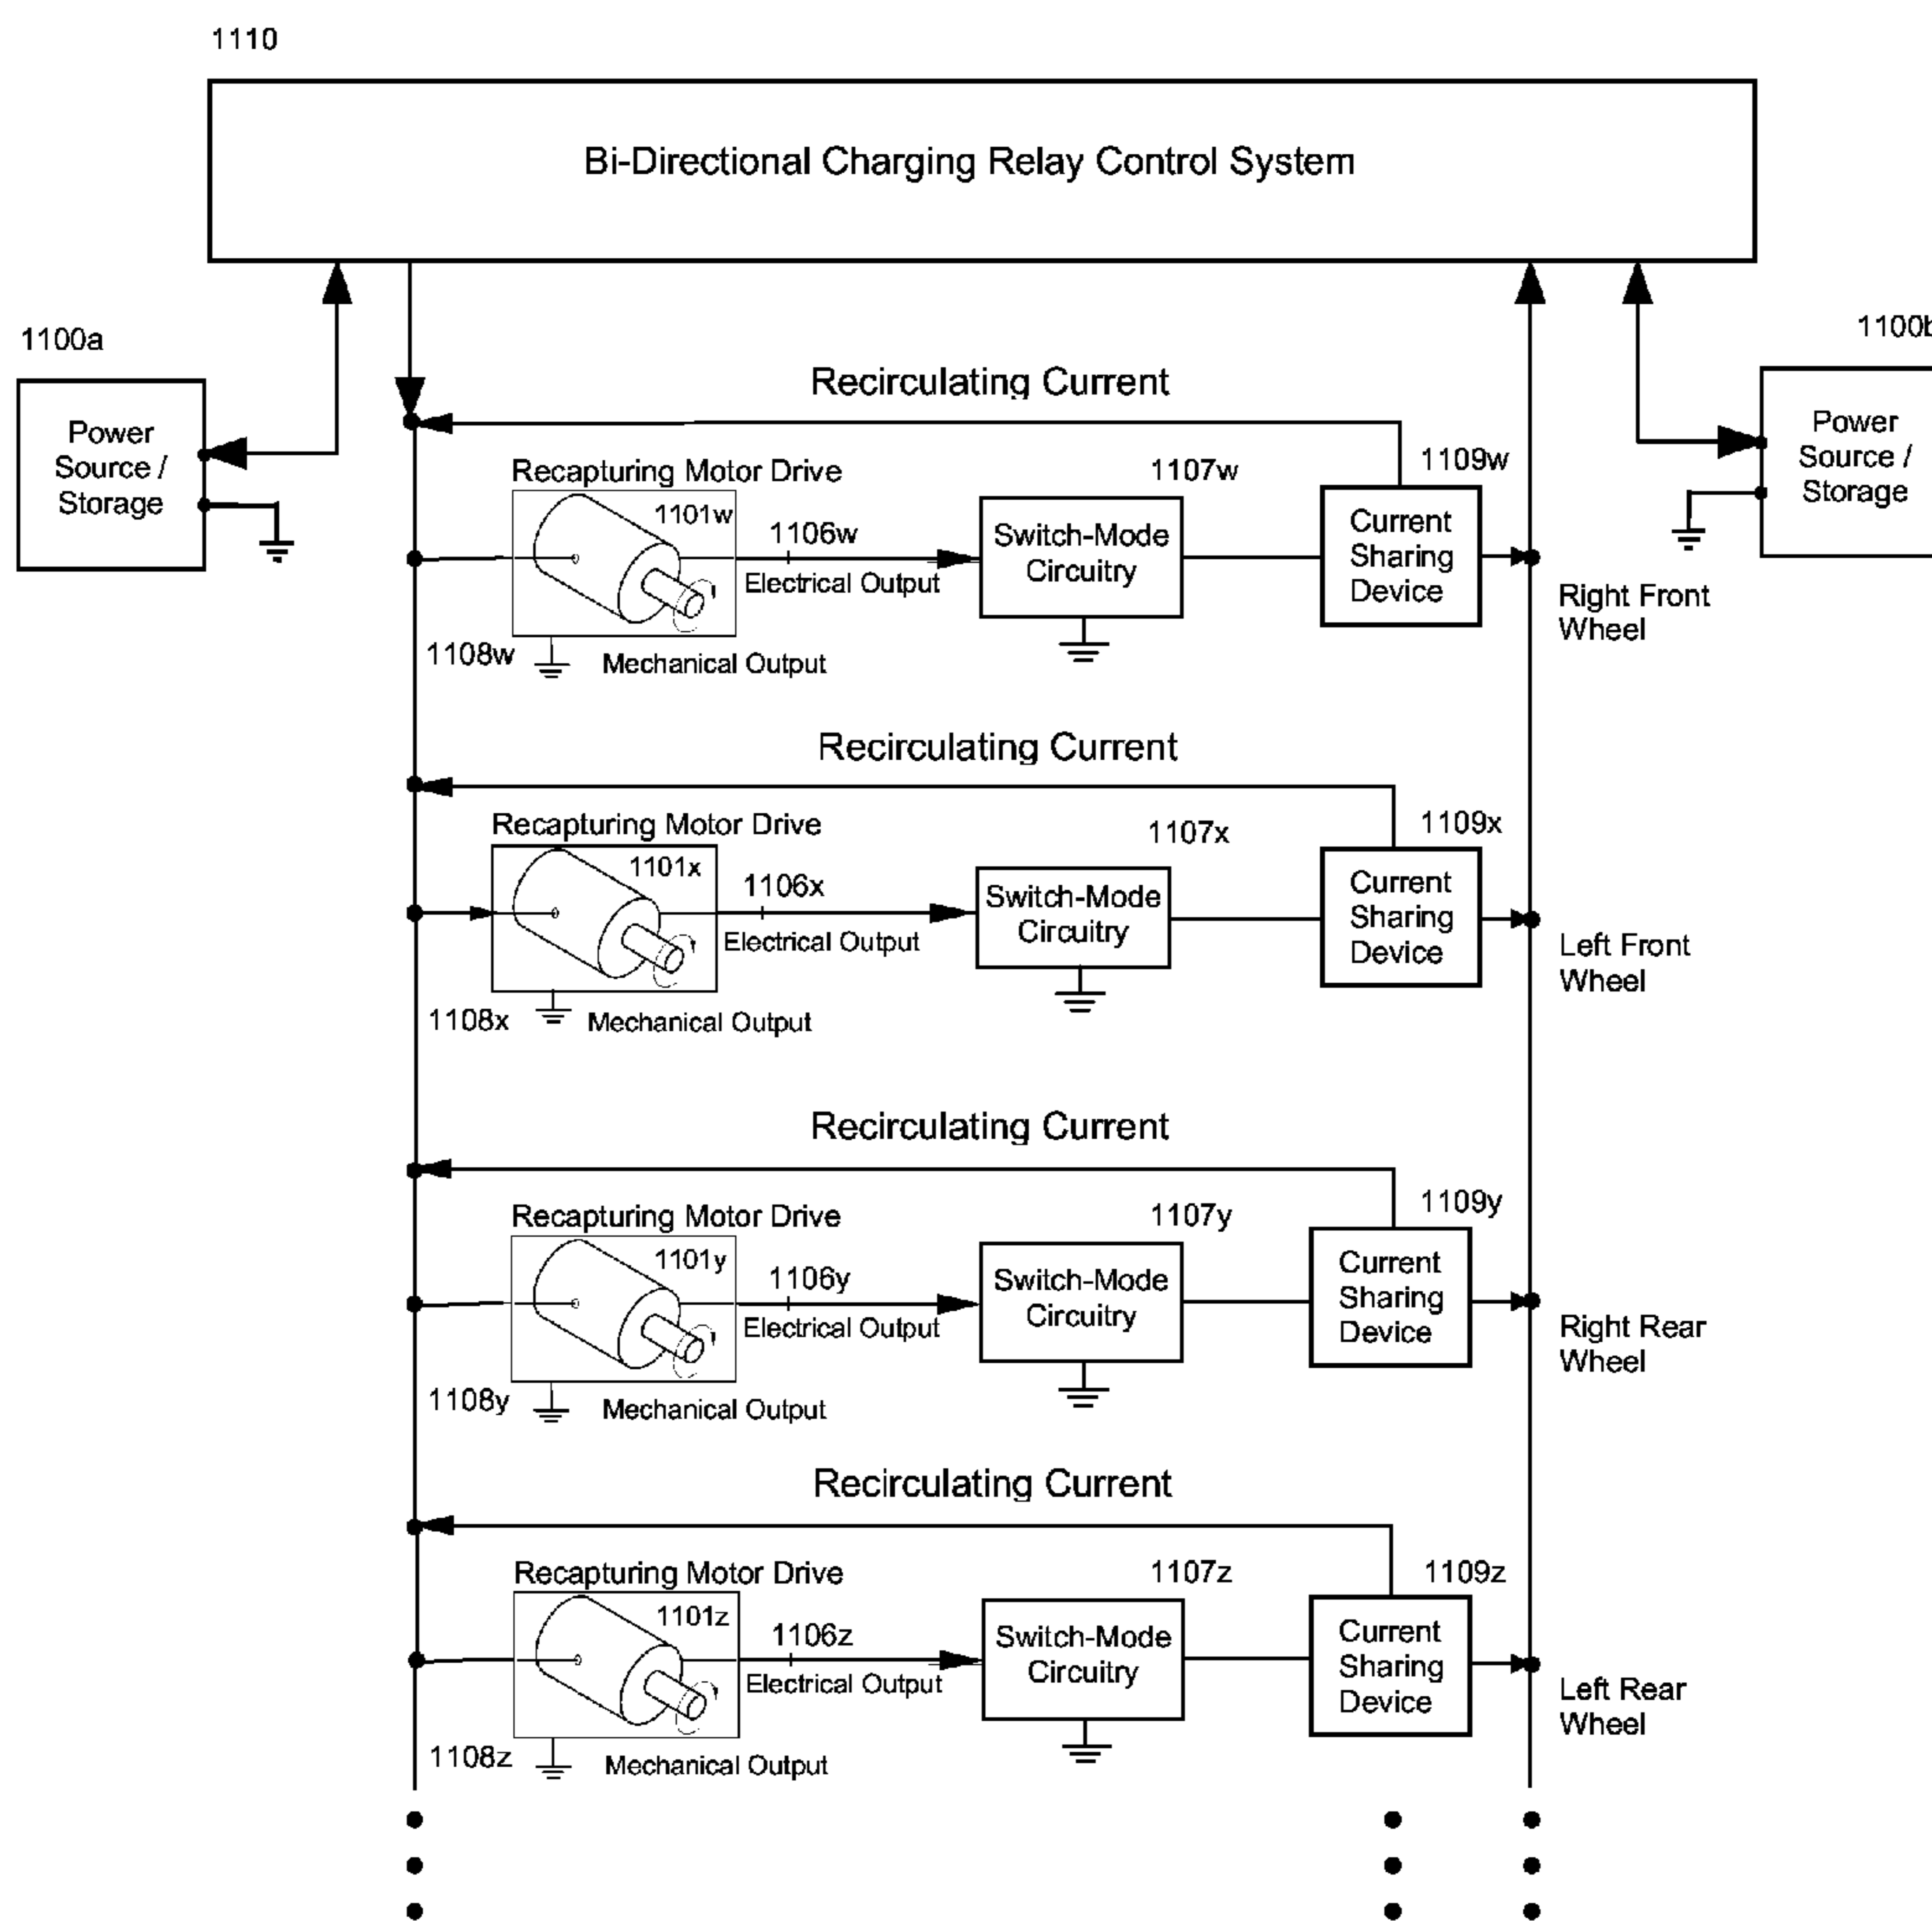 1110
Bi-Directional Charging Relay Control System
1100a
1100b
Power
Source /
Storage
Power
Source /
Storage
Recirculating Current
Recapturing Motor Drive
1101w
1106w
Electrical Output
1107w
Switch-Mode
Circuitry
1109w
Current
Sharing
Device
Right Front
Wheel
1108w
Mechanical Output
Recirculating Current
Recapturing Motor Drive
1101x
1106x
Electrical Output
1107x
Switch-Mode
Circuitry
1109x
Current
Sharing
Device
Left Front
Wheel
1108x
Mechanical Output
Recirculating Current
Recapturing Motor Drive
1101y
1106y
Electrical Output
1107y
Switch-Mode
Circuitry
1109y
Current
Sharing
Device
Right Rear
Wheel
1108y
Mechanical Output
Recirculating Current
Recapturing Motor Drive
1101z
1106z
Electrical Output
1107z
Switch-Mode
Circuitry
1109z
Current
Sharing
Device
Left Rear
Wheel
1108z
Mechanical Output